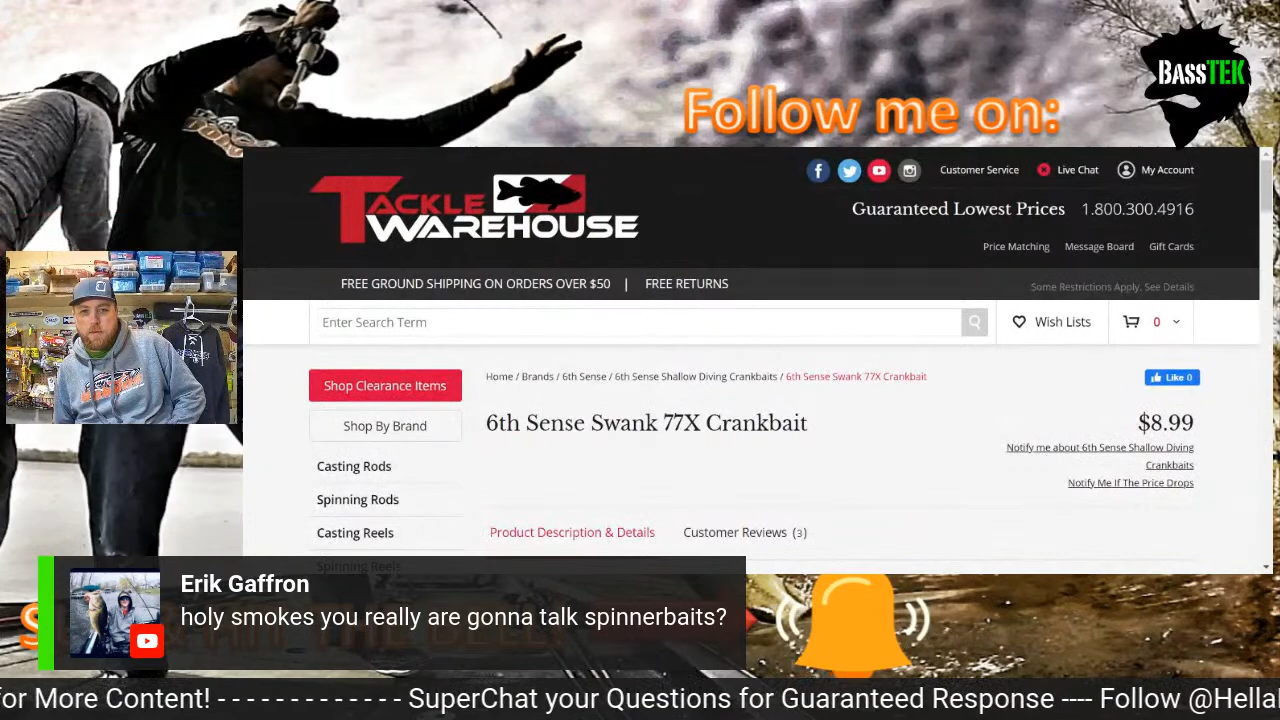 BASSTEK
Follow me on:
TACKLE
WAREHOUSE
Customer Service
Live Chat
My Account
Guaranteed Lowest Prices 1.800.300.4916
Price Matching Message Board Gift Cards
FREE GROUND SHIPPING ON ORDERS OVER $50 | FREE RETURNS
Some Restrictions Apply. See Details
Enter Search Term
Wish Lists
0
Shop Clearance Items
Home / Brands / 6th Sense / 6th Sense Shallow Diving Crankbaits / 6th Sense Swank 77X Crankbait
Like 0
Shop By Brand
6th Sense Swank 77X Crankbait
$8.99
Notify me about 6th Sense Shallow Diving
Crankbaits
Notify Me If The Price Drops
Casting Rods
Spinning Rods
Casting Reels
Spinning Reels
Product Description & Details
Customer Reviews (3)
Erik Gaffron
holy smokes you really are gonna talk spinnerbaits?
for More Content! - - - - - - - - - - - - - SuperChat your Questions for Guaranteed Response ---- Follow @Hella